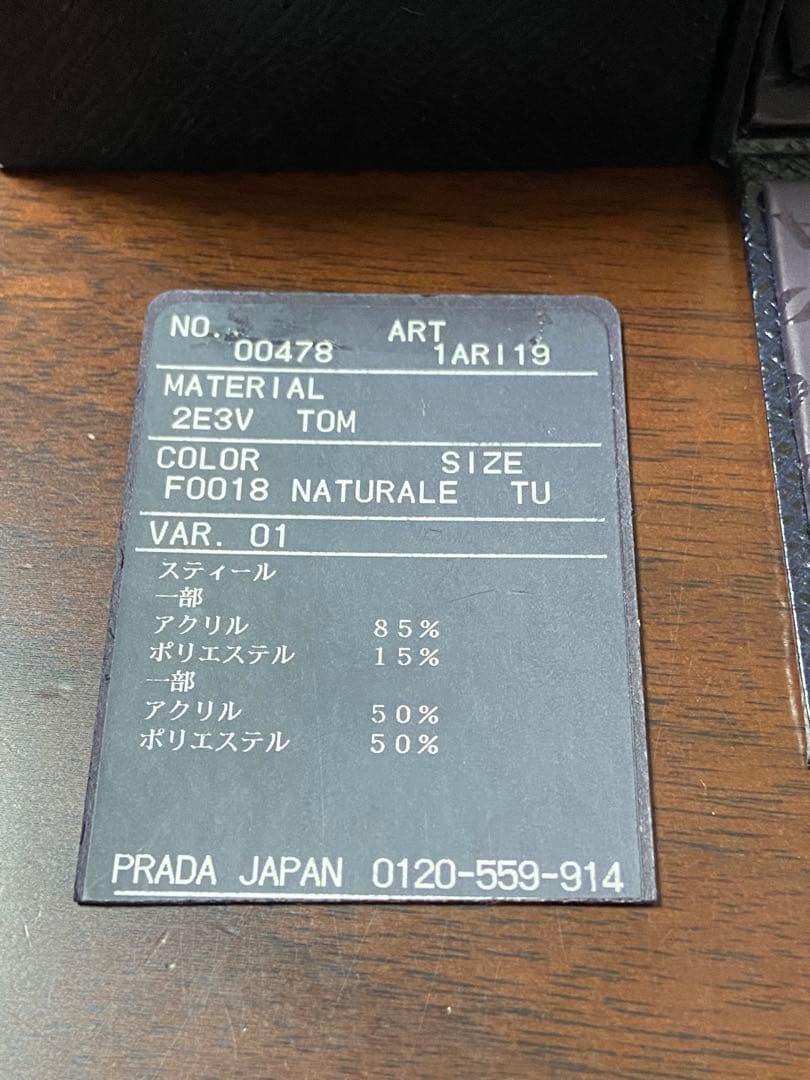 NO. ART
00478 1ARI19
MATERIAL
2E3V TOM
COLOR SIZE
F0018 NATURALE TU
VAR. 01
スティール
一部
アクリル 85%
ポリエステル 15%
一部
アクリル 50%
ポリエステル 50%
PRADA JAPAN 0120-559-914